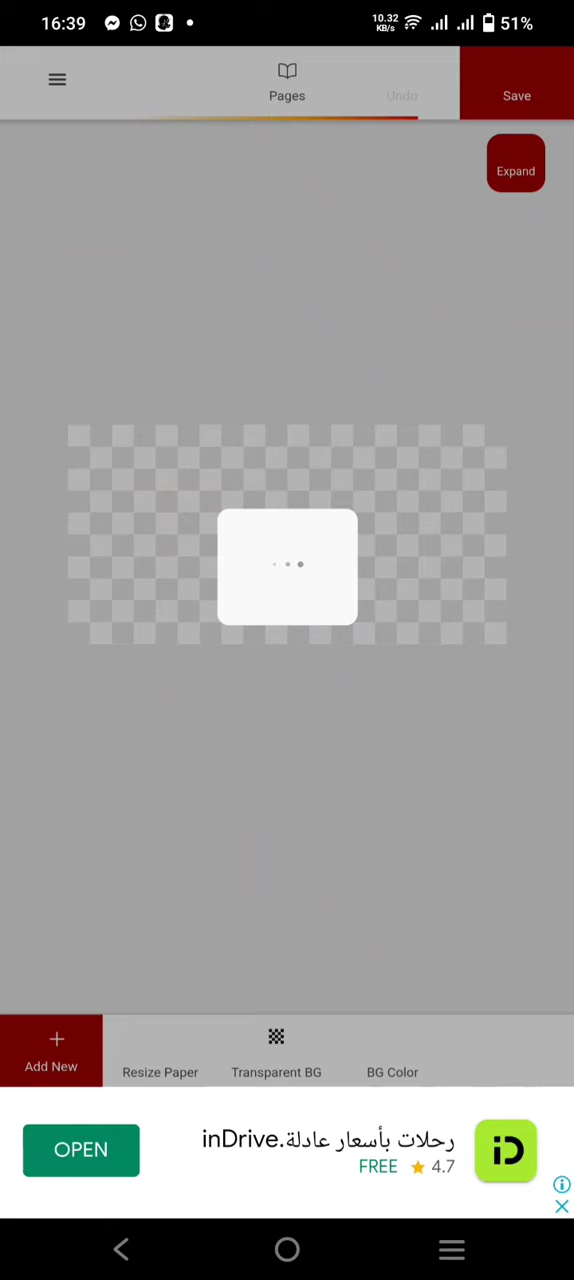 16:39
10.32
KB/s
51%
Pages
Undo
Save
Expand
Add New
Resize Paper
Transparent BG
BG Color
OPEN
inDrive.رحلات بأسعار عادلة
FREE
4.7
iD